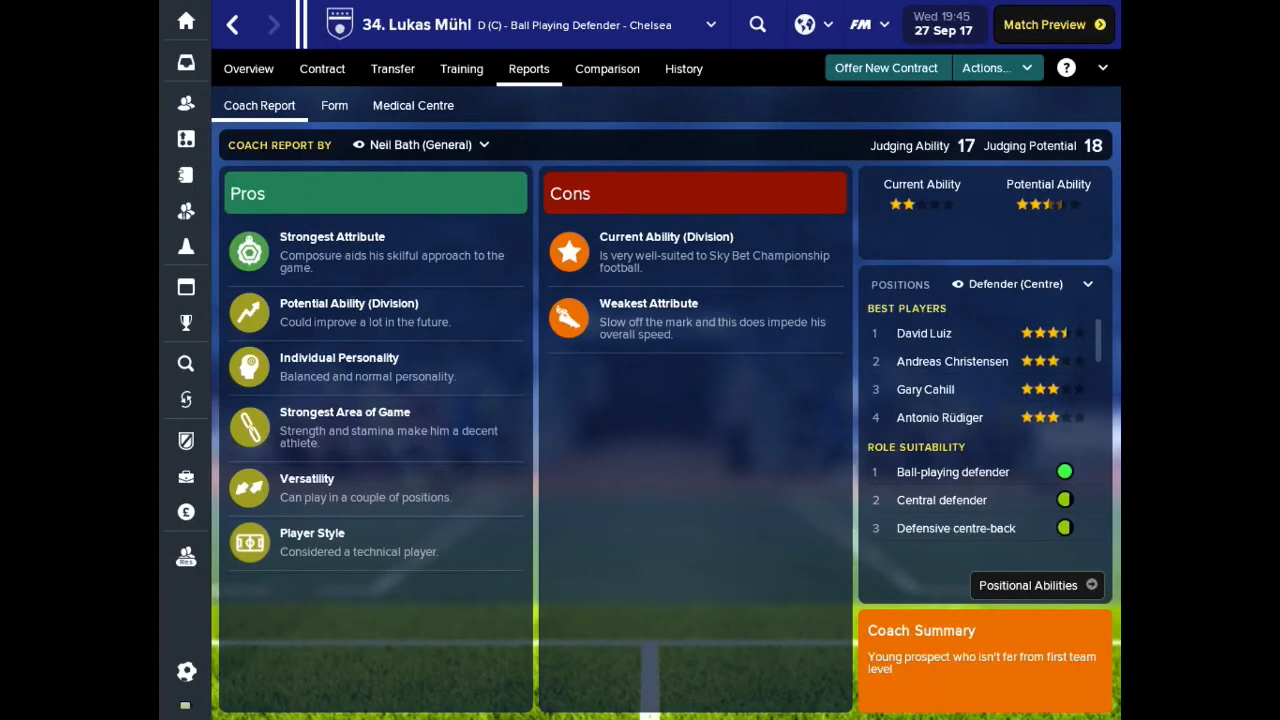 34. Lukas Mühl D (C) - Ball Playing Defender - Chelsea
FM
Wed 19:45
27 Sep 17
Match Preview
Overview Contract Transfer Training Reports Comparison History
Offer New Contract Actions... ?
Coach Report Form Medical Centre
COACH REPORT BY Neil Bath (General) Judging Ability 17 Judging Potential 18
Pros
Strongest Attribute
Composure aids his skilful approach to the
game.
Potential Ability (Division)
Could improve a lot in the future.
Individual Personality
Balanced and normal personality.
Strongest Area of Game
Strength and stamina make him a decent
athlete.
Versatility
Can play in a couple of positions.
Player Style
Considered a technical player.
Cons
Current Ability (Division)
Is very well-suited to Sky Bet Championship
football.
Weakest Attribute
Slow off the mark and this does impede his
overall speed.
Current Ability Potential Ability
POSITIONS Defender (Centre)
BEST PLAYERS
1 David Luiz
2 Andreas Christensen
3 Gary Cahill
4 Antonio Rüdiger
ROLE SUITABILITY
1 Ball-playing defender
2 Central defender
3 Defensive centre-back
Positional Abilities
Coach Summary
Young prospect who isn't far from first team
level